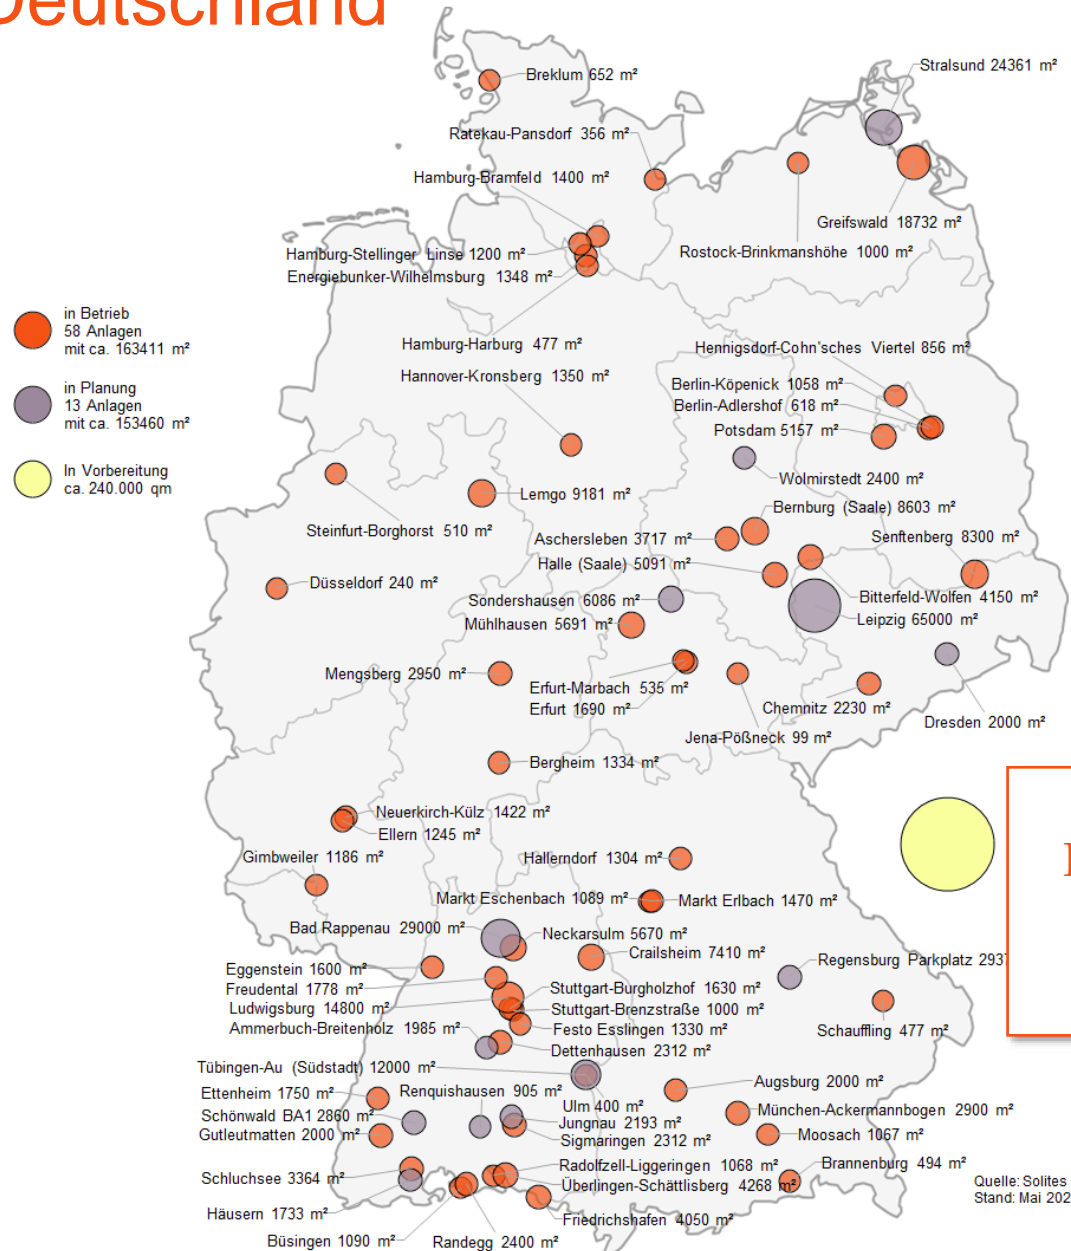 Deutschland
Breklum 652 m²
Stralsund 24361 m²
Ratekau-Pansdorf 356 m²
Hamburg-Bramfeld 1400 m²
Greifswald 18732 m²
Hamburg-Stellinger Linse 1200 m²
Rostock-Brinkmanshöhe 1000 m²
Energiebunker-Wilhelmsburg 1348 m²
in Betrieb
58 Anlagen
mit ca. 163411 m²
Hamburg-Harburg 477 m²
Hennigsdorf-Cohn'sches Viertel 856 m²
Hannover-Kronsberg 1350 m²
in Planung
13 Anlagen
mit ca. 153460 m²
Berlin-Köpenick 1058 m²
Berlin-Adlershof 618 m²
Potsdam 5157 m²
In Vorbereitung
ca. 240.000 qm
Wolmirstedt 2400 m²
Lemgo 9181 m²
Bernburg (Saale) 8603 m²
Steinfurt-Borghorst 510 m²
Aschersleben 3717 m²
Senftenberg 8300 m²
Halle (Saale) 5091 m²
Düsseldorf 240 m²
Sondershausen 6086 m²
Bitterfeld-Wolfen 4150 m²
Mühlhausen 5691 m²
Leipzig 65000 m²
Mengsberg 2950 m²
Erfurt-Marbach 535 m²
Erfurt 1690 m²
Chemnitz 2230 m²
Dresden 2000 m²
Jena-Pößneck 99 m²
Bergheim 1334 m²
Neuerkirch-Külz 1422 m²
Ellern 1245 m²
Gimbweiler 1186 m²
Hallerndorf 1304 m²
Markt Eschenbach 1089 m²
Markt Erlbach 1470 m²
Bad Rappenau 29000 m²
Neckarsulm 5670 m²
Crailsheim 7410 m²
Regensburg Parkplatz 2937
Eggenstein 1600 m²
Freudental 1778 m²
Stuttgart-Burgholzhof 1630 m²
Ludwigsburg 14800 m²
Stuttgart-Brenzstraße 1000 m²
Ammerbuch-Breitenholz 1985 m²
Festo Esslingen 1330 m²
Schauffling 477 m²
Dettenhausen 2312 m²
Tübingen-Au (Südstadt) 12000 m²
Augsburg 2000 m²
Ettenheim 1750 m²
Renquishausen 905 m²
Ulm 400 m²
München-Ackermannbogen 2900 m²
Schönwald BA1 2860 m²
Jungnau 2193 m²
Gutleutmatten 2000 m²
Sigmaringen 2312 m²
Moosach 1067 m²
Radolfzell-Liggeringen 1068 m²
Brannenburg 494 m²
Schluchsee 3364 m²
Überlingen-Schättlisberg 4268 m²
Quelle: Solites
Stand: Mai 202
Häusern 1733 m²
Friedrichshafen 4050 m²
Büsingen 1090 m²
Randegg 2400 m²